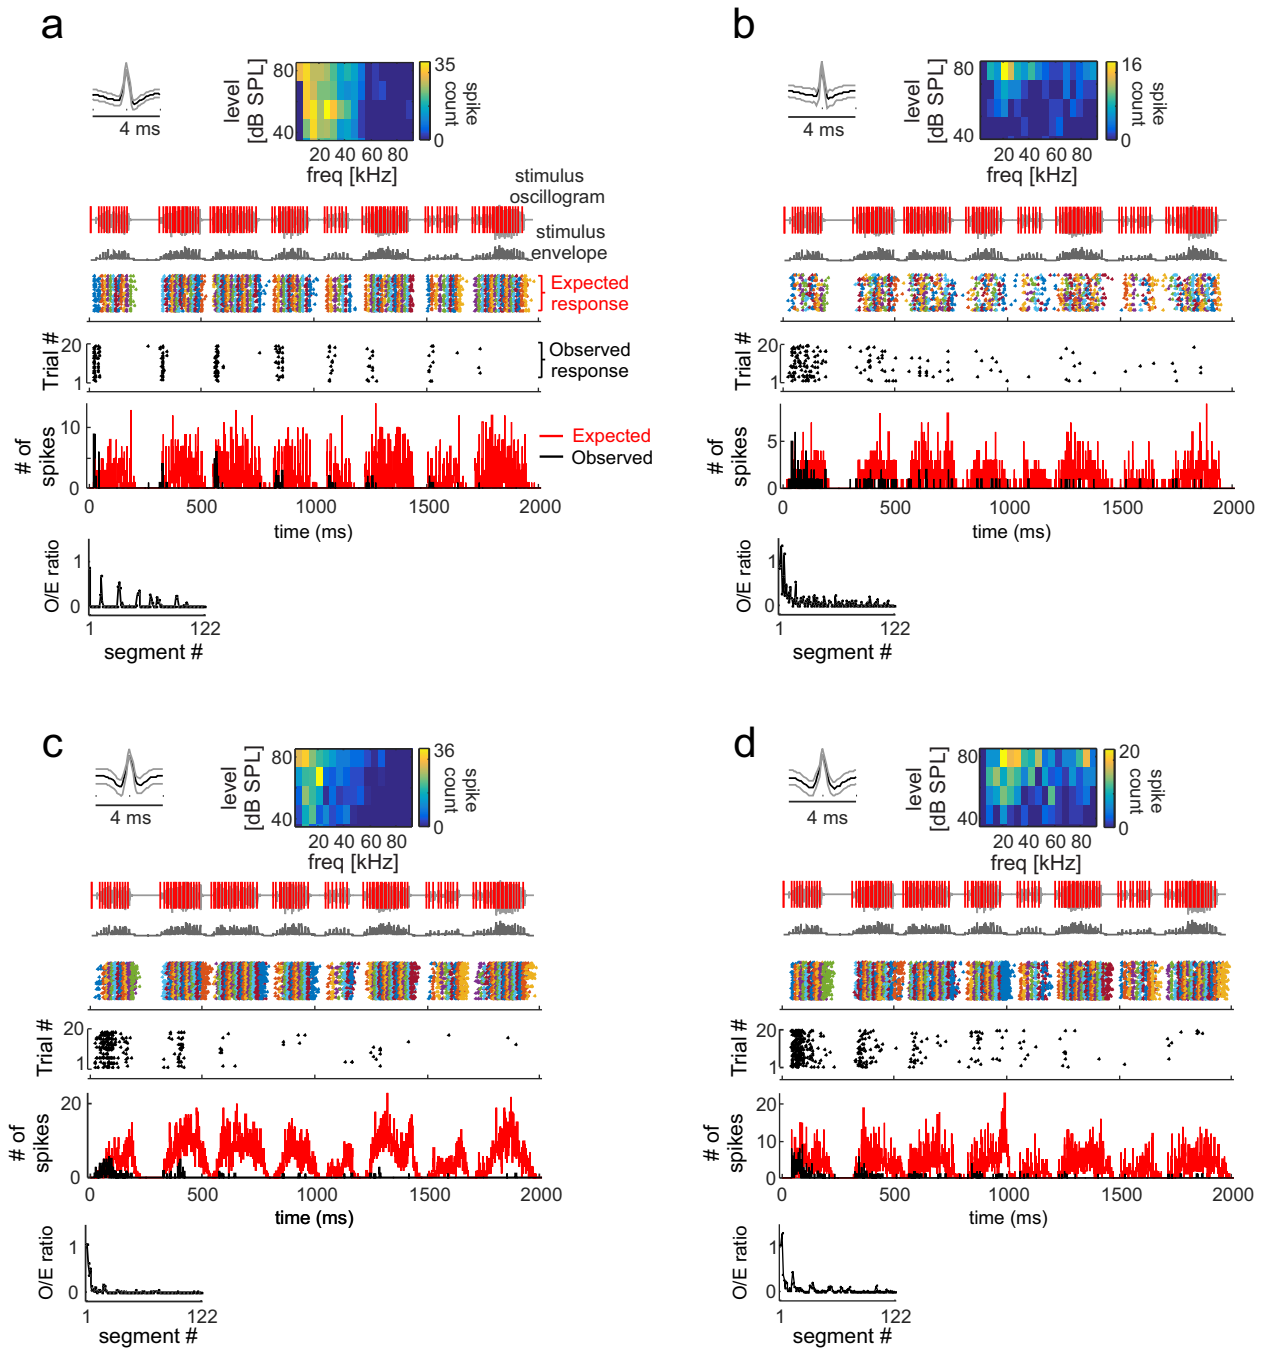 a
4 ms
level
[dB SPL]
80
40
20 40 60 80
freq [kHz]
35
0
spike
count
stimulus
oscillogram
stimulus
envelope
Expected
response
Trial #
20
1
Observed
response
# of
spikes
10
0
Expected
Observed
0 500 1000 1500 2000
time (ms)
O/E ratio
1
0
1 122
segment #
b
4 ms
level
[dB SPL]
80
40
20 40 60 80
freq [kHz]
16
0
spike
count
Trial #
20
1
# of
spikes
5
0
0 500 1000 1500 2000
time (ms)
O/E ratio
1
0
1 122
segment #
c
4 ms
level
[dB SPL]
80
40
20 40 60 80
freq [kHz]
36
0
spike
count
Trial #
20
1
# of
spikes
20
10
0
0 500 1000 1500 2000
time (ms)
O/E ratio
1
0
1 122
segment #
d
4 ms
level
[dB SPL]
80
40
20 40 60 80
freq [kHz]
20
0
spike
count
Trial #
20
1
# of
spikes
20
10
0
0 500 1000 1500 2000
time (ms)
O/E ratio
1
0
1 122
segment #